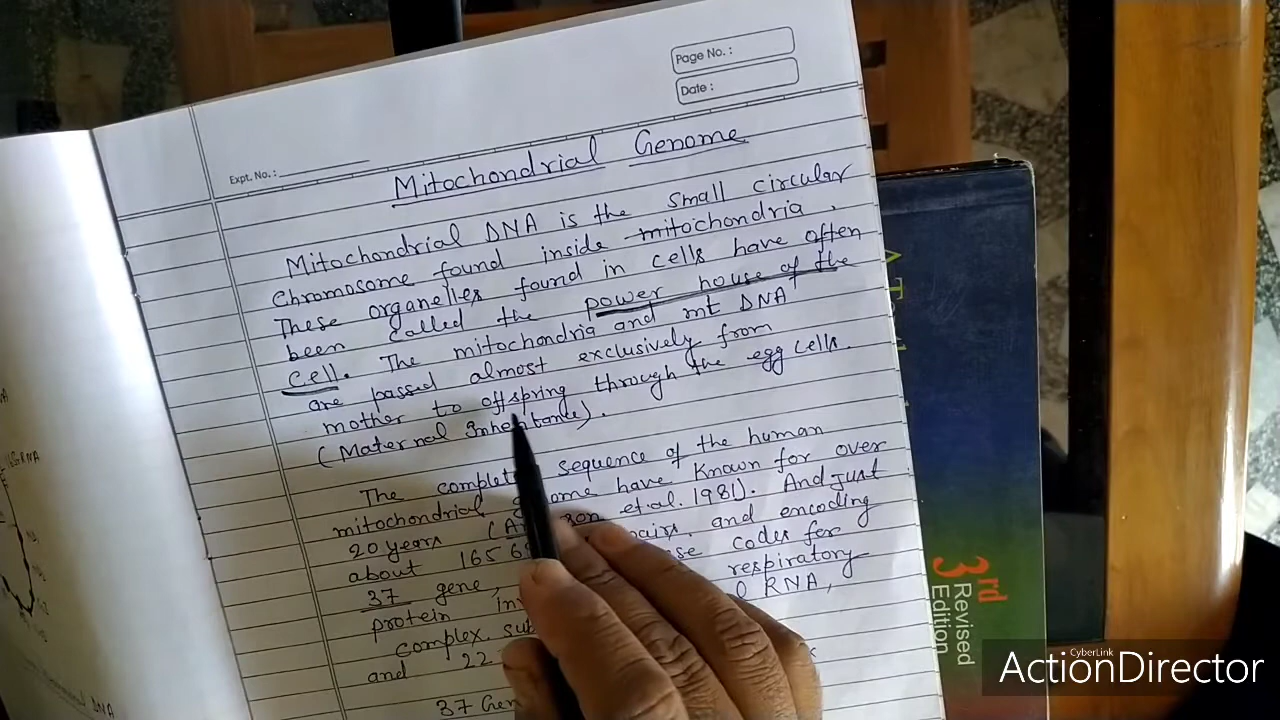 Page No. :
Date :
Expt. No. :
Mitochondrial Genome
Mitochondrial DNA is the small circular
Chromosome found inside mitochondria.
These organelles found in cells have often
been called the power house of the
cell. The mitochondria and mt DNA
are passed almost exclusively from
mother to offspring through the egg cells.
(Maternal Inheritance).
The complet sequence of the human
mitochondrial have Known for over
20 years et.al. 1981). And just
about and encoding
37 gene, codes for
protein respiratory
complex. RNA,
and 22
37
DNA
3rd
Revised
Edition
CyberLink
ActionDirector